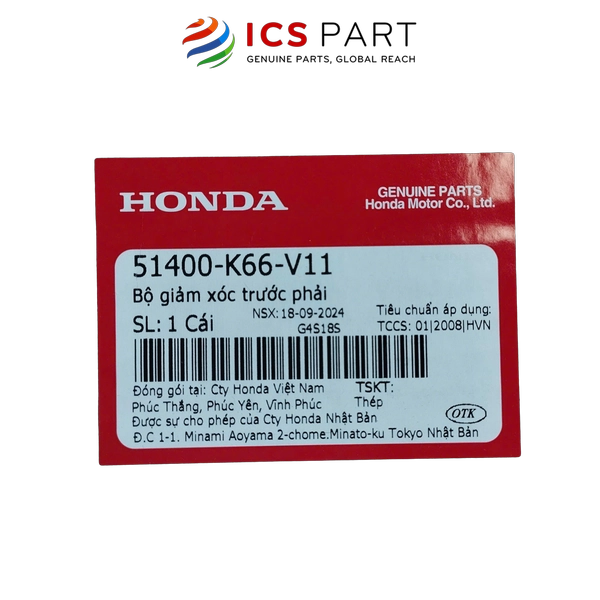 ICS PART
GENUINE PARTS, GLOBAL REACH
HONDA
GENUINE PARTS
Honda Motor Co., Ltd.
51400-K66-V11
Bộ giảm xóc trước phải
NSX: 18-09-2024
Tiêu chuẩn áp dụng:
SL: 1 Cái
G4S18S
TCCS: 01|2008|HVN
Đóng gói tại: Cty Honda Việt Nam
TSKT:
Phúc Thắng, Phúc Yên, Vĩnh Phúc
Thép
Được sự cho phép của Cty Honda Nhật Bản
OTK
Đ.C 1-1. Minami Aoyama 2-chome.Minato-ku Tokyo Nhật Bản